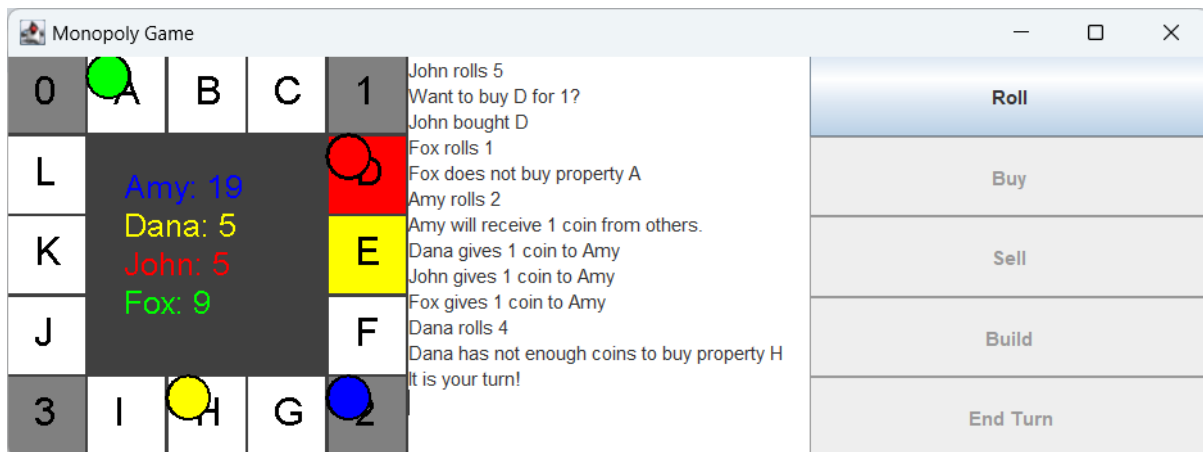 Monopoly Game
0 A B C 1
L D
K E
J F
3 I H G 2
Amy: 19
Dana: 5
John: 5
Fox: 9
John rolls 5
Want to buy D for 1?
John bought D
Fox rolls 1
Fox does not buy property A
Amy rolls 2
Amy will receive 1 coin from others.
Dana gives 1 coin to Amy
John gives 1 coin to Amy
Fox gives 1 coin to Amy
Dana rolls 4
Dana has not enough coins to buy property H
It is your turn!
Roll
Buy
Sell
Build
End Turn